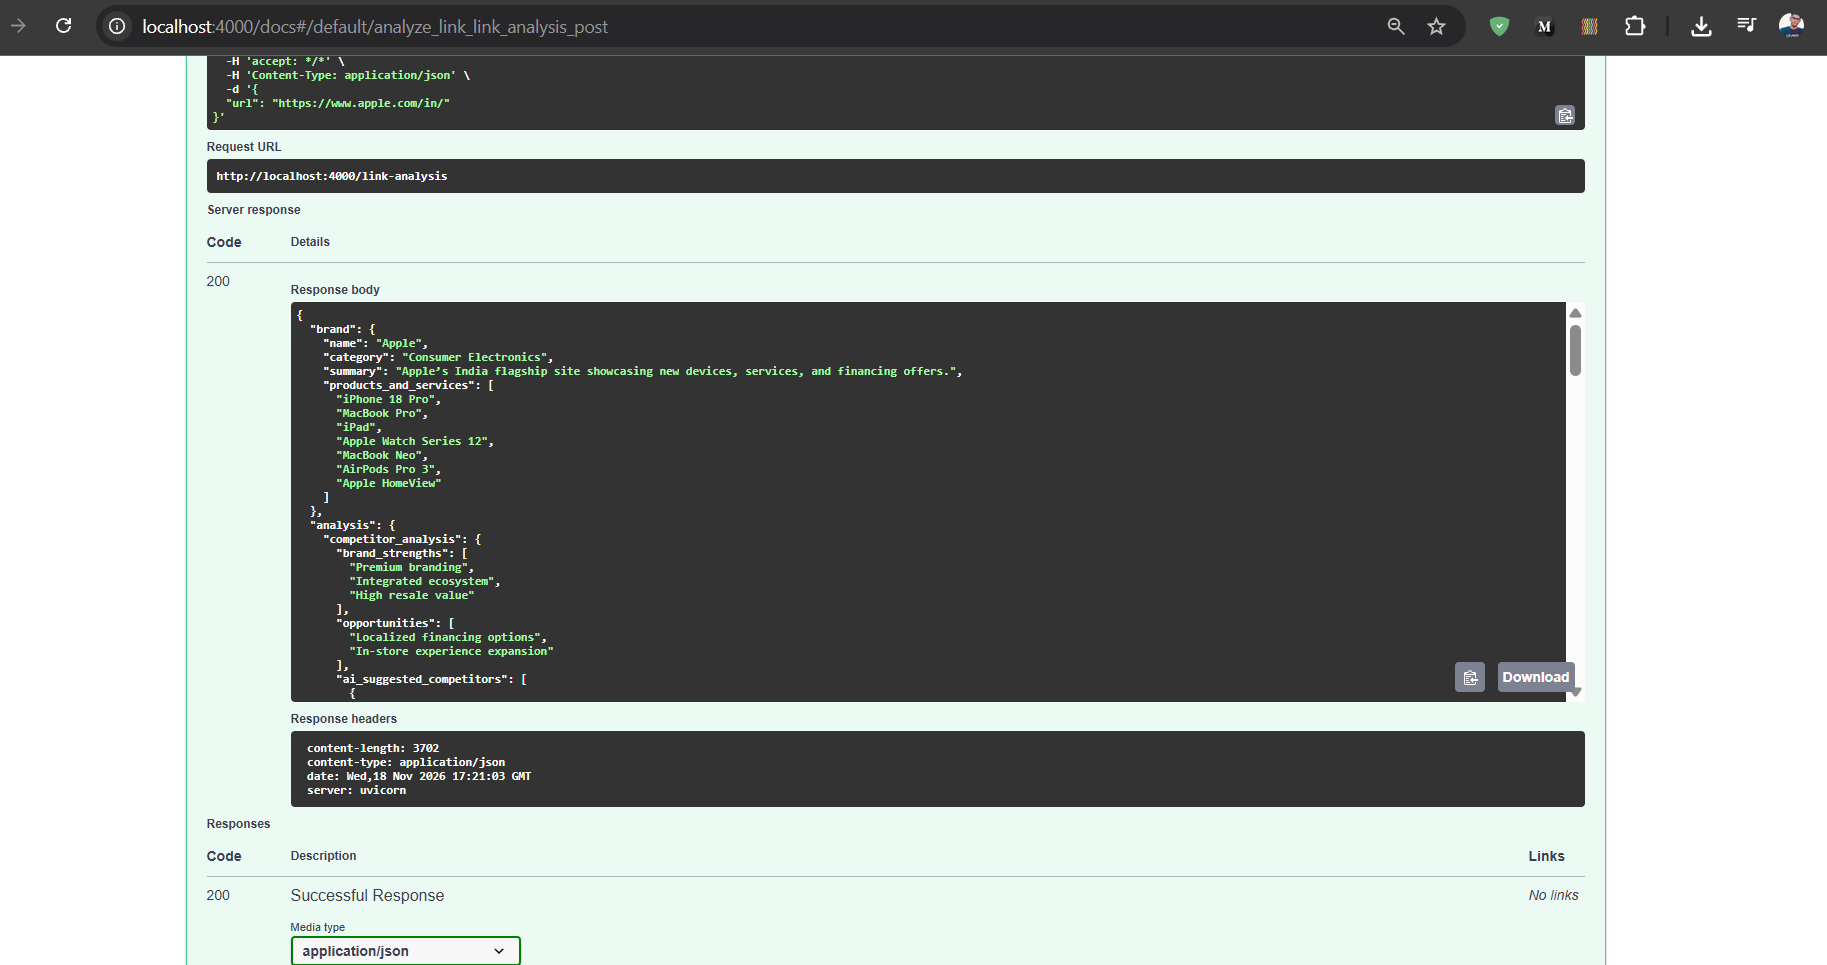 localhost:4000/docs#/default/analyze_link_link_analysis_post
M
-H 'accept: */*' \
-H 'Content-Type: application/json' \
-d '{
"url": "https://www.apple.com/in/"
}'
Request URL
http://localhost:4000/link-analysis
Server response
Code Details
200
Response body
{
"brand": {
"name": "Apple",
"category": "Consumer Electronics",
"summary": "Apple’s India flagship site showcasing new devices, services, and financing offers.",
"products_and_services": [
"iPhone 18 Pro",
"MacBook Pro",
"iPad",
"Apple Watch Series 12",
"MacBook Neo",
"AirPods Pro 3",
"Apple HomeView"
]
},
"analysis": {
"competitor_analysis": {
"brand_strengths": [
"Premium branding",
"Integrated ecosystem",
"High resale value"
],
"opportunities": [
"Localized financing options",
"In-store experience expansion"
],
"ai_suggested_competitors": [
{
Download
Response headers
content-length: 3702
content-type: application/json
date: Wed,18 Nov 2026 17:21:03 GMT
server: uvicorn
Responses
Code Description Links
200 Successful Response No links
Media type
application/json